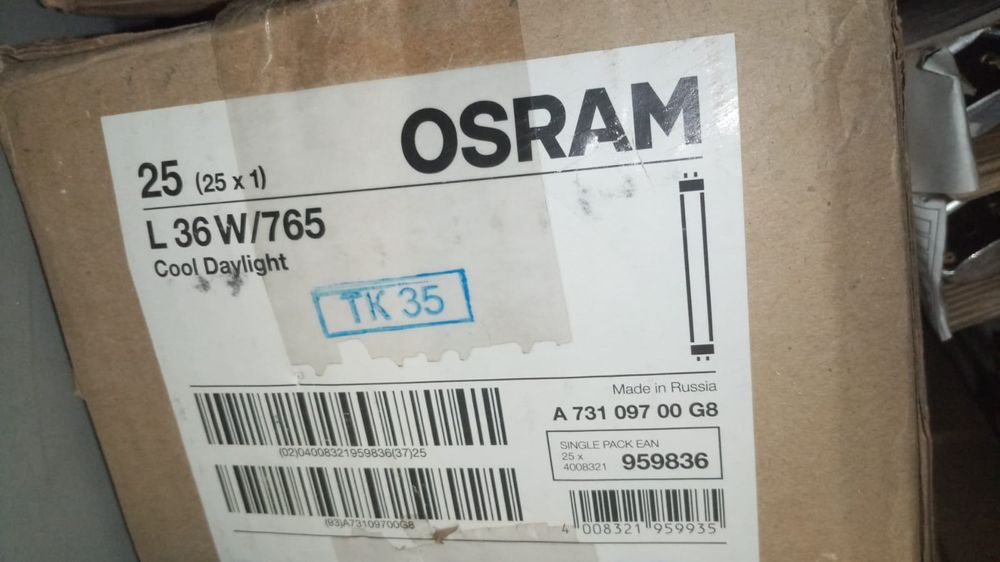 OSRAM
25 (25 x 1)
L 36 W/765
Cool Daylight
TK 35
Made in Russia
A 731 097 00 G8
SINGLE PACK EAN
25 x
4008321 959836
(02)04008321959836(37)25
(93)A73109700G8
4 008321 959935